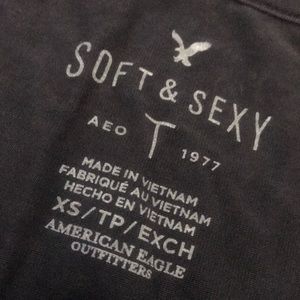 SOFT & SEXY
AEO T 1977
MADE IN VIETNAM
FABRIQUÉ AU VIETNAM
HECHO EN VIETNAM
XS/TP/EXCH
AMERICAN EAGLE
OUTFITTERS